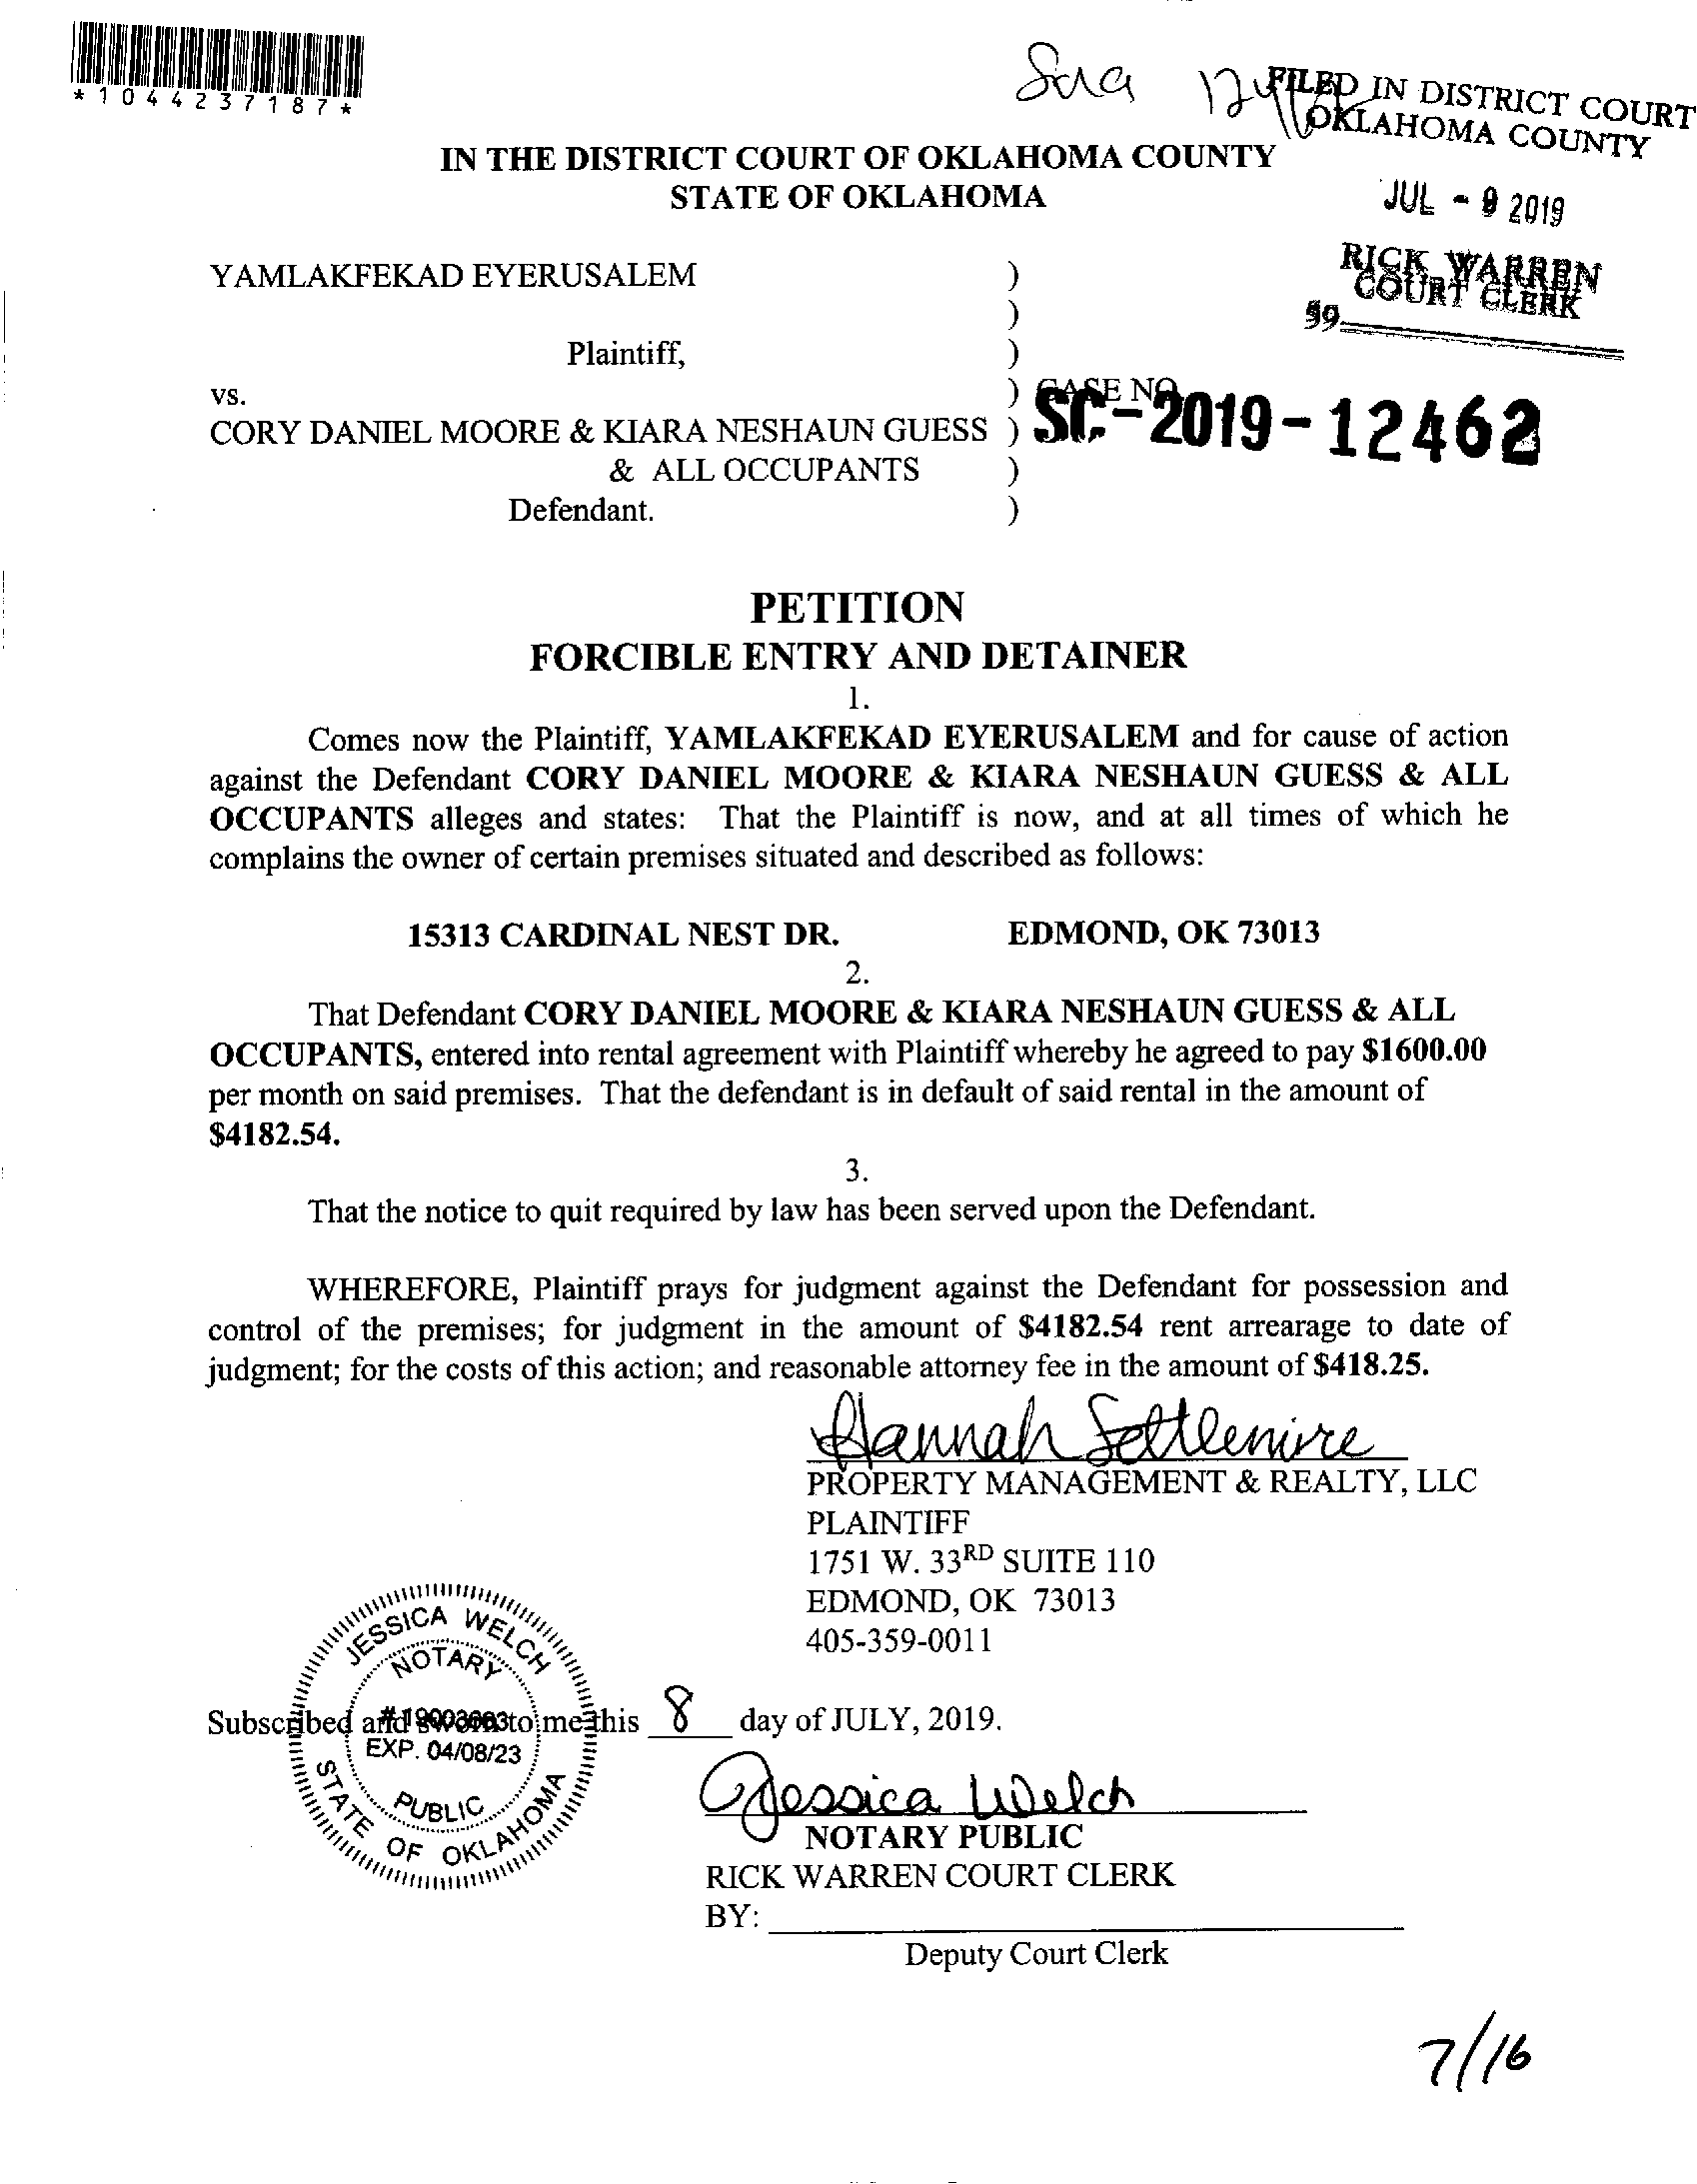 *1044237187*
FILED IN DISTRICT COURT
OKLAHOMA COUNTY
JUL - 9 2019
RICK WARREN
COURT CLERK
39
IN THE DISTRICT COURT OF OKLAHOMA COUNTY
STATE OF OKLAHOMA
YAMLAKFEKAD EYERUSALEM )
)
Plaintiff, )
vs. ) CASE NO
SC-2019-12462
CORY DANIEL MOORE & KIARA NESHAUN GUESS )
& ALL OCCUPANTS )
Defendant. )
PETITION
FORCIBLE ENTRY AND DETAINER
1.
Comes now the Plaintiff, YAMLAKFEKAD EYERUSALEM and for cause of action
against the Defendant CORY DANIEL MOORE & KIARA NESHAUN GUESS & ALL
OCCUPANTS alleges and states: That the Plaintiff is now, and at all times of which he
complains the owner of certain premises situated and described as follows:
15313 CARDINAL NEST DR. EDMOND, OK 73013
2.
That Defendant CORY DANIEL MOORE & KIARA NESHAUN GUESS & ALL
OCCUPANTS, entered into rental agreement with Plaintiff whereby he agreed to pay $1600.00
per month on said premises. That the defendant is in default of said rental in the amount of
$4182.54.
3.
That the notice to quit required by law has been served upon the Defendant.
WHEREFORE, Plaintiff prays for judgment against the Defendant for possession and
control of the premises; for judgment in the amount of $4182.54 rent arrearage to date of
judgment; for the costs of this action; and reasonable attorney fee in the amount of $418.25.
Hannah Settlemire
PROPERTY MANAGEMENT & REALTY, LLC
PLAINTIFF
1751 W. 33RD SUITE 110
EDMOND, OK 73013
405-359-0011
JESSICA WELCH
NOTARY
EXP. 04/08/23
PUBLIC
STATE OF OKLAHOMA
Subscribed and sworn to me this 8 day of JULY, 2019.
Jessica Welch
NOTARY PUBLIC
RICK WARREN COURT CLERK
BY:
Deputy Court Clerk
7/16